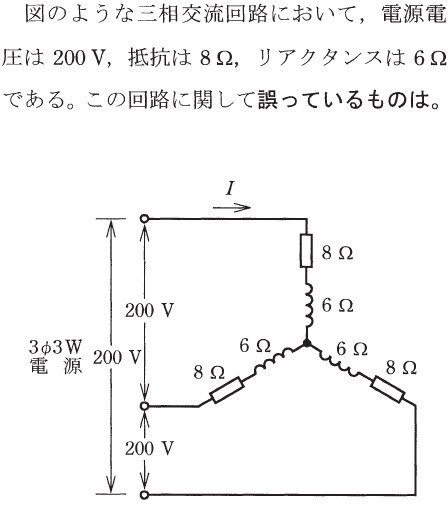 図のような三相交流回路において，電源電
圧は 200 V，抵抗は 8 Ω，リアクタンスは 6 Ω
である。この回路に関して誤っているものは。
I
8 Ω
6 Ω
200 V
3φ3W
電 源
200 V
6 Ω
6 Ω
8 Ω
8 Ω
200 V